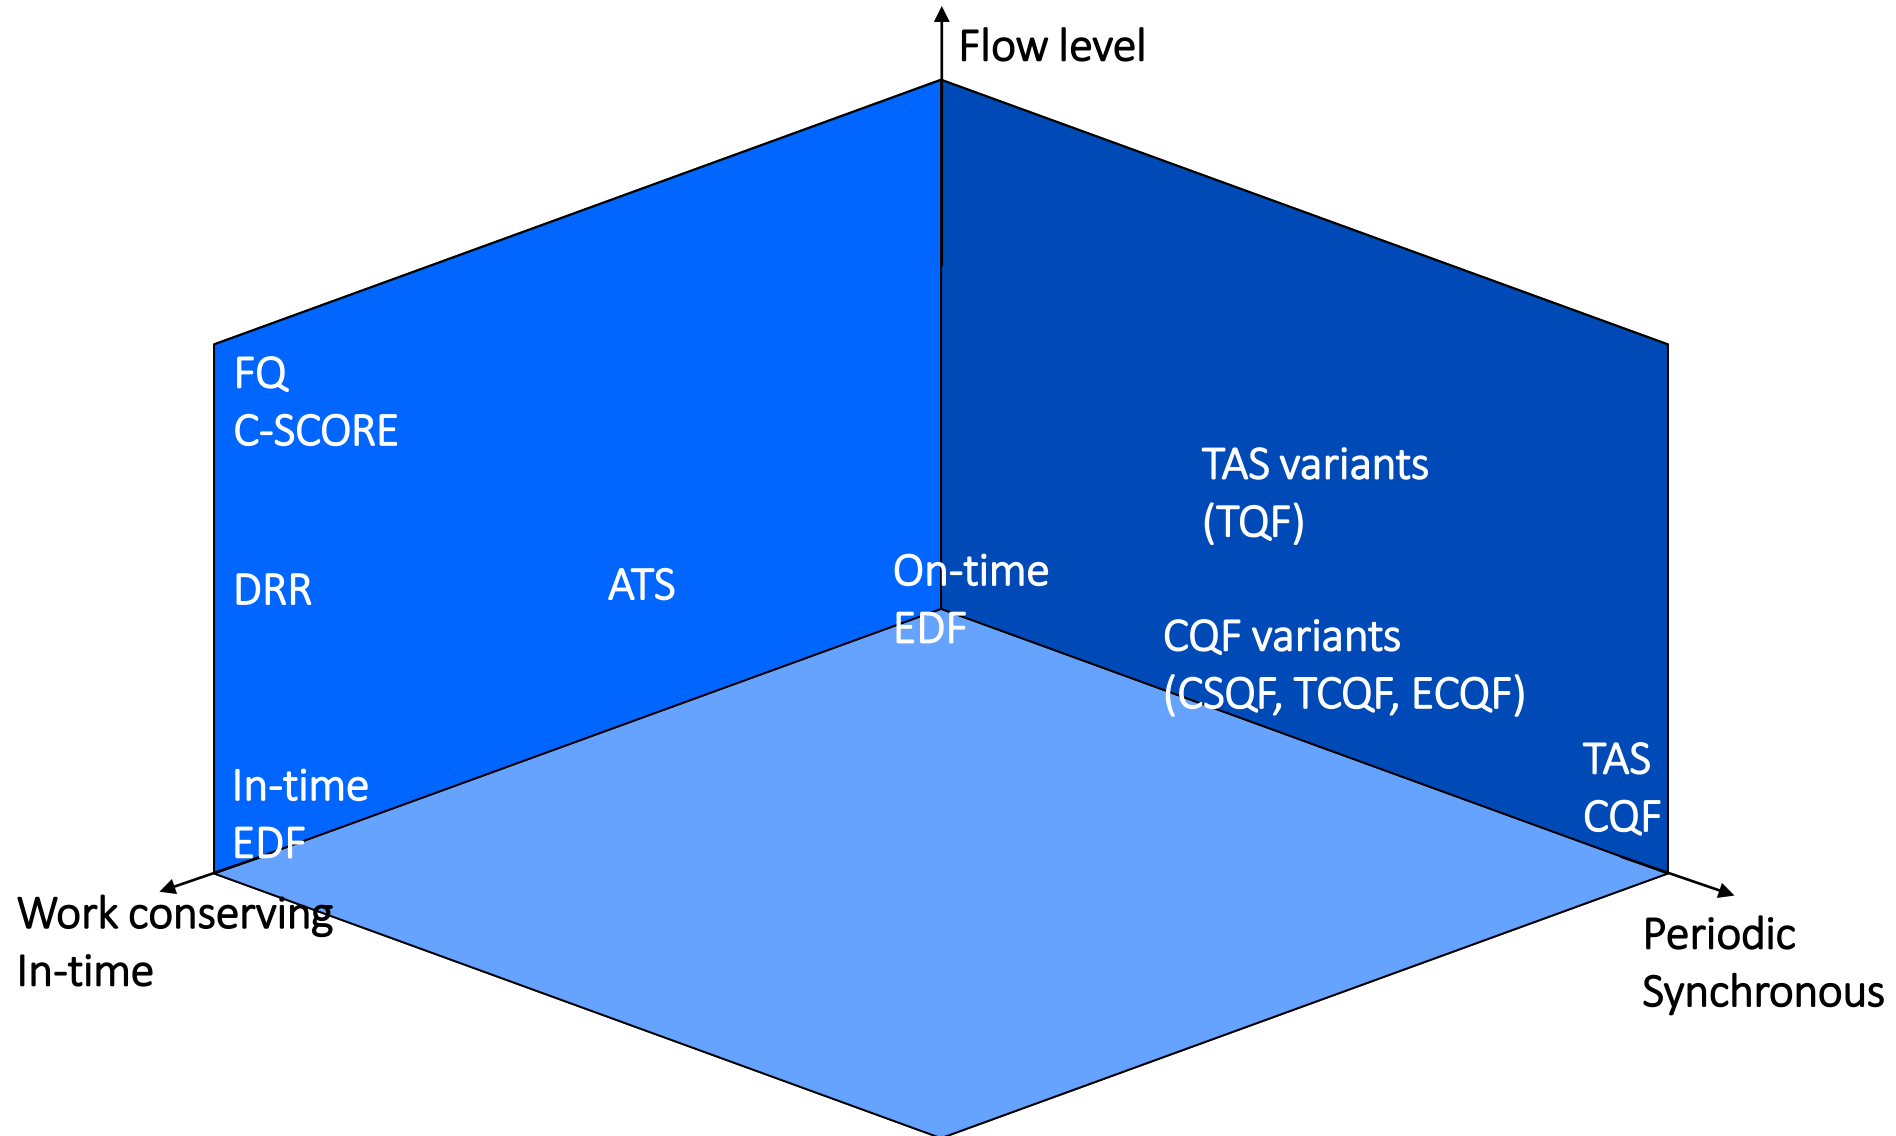 Flow level
FQ
C-SCORE
TAS variants
(TQF)
DRR
ATS
On-time
EDF
CQF variants
(CSQF, TCQF, ECQF)
In-time
EDF
TAS
CQF
Work conserving
In-time
Periodic
Synchronous